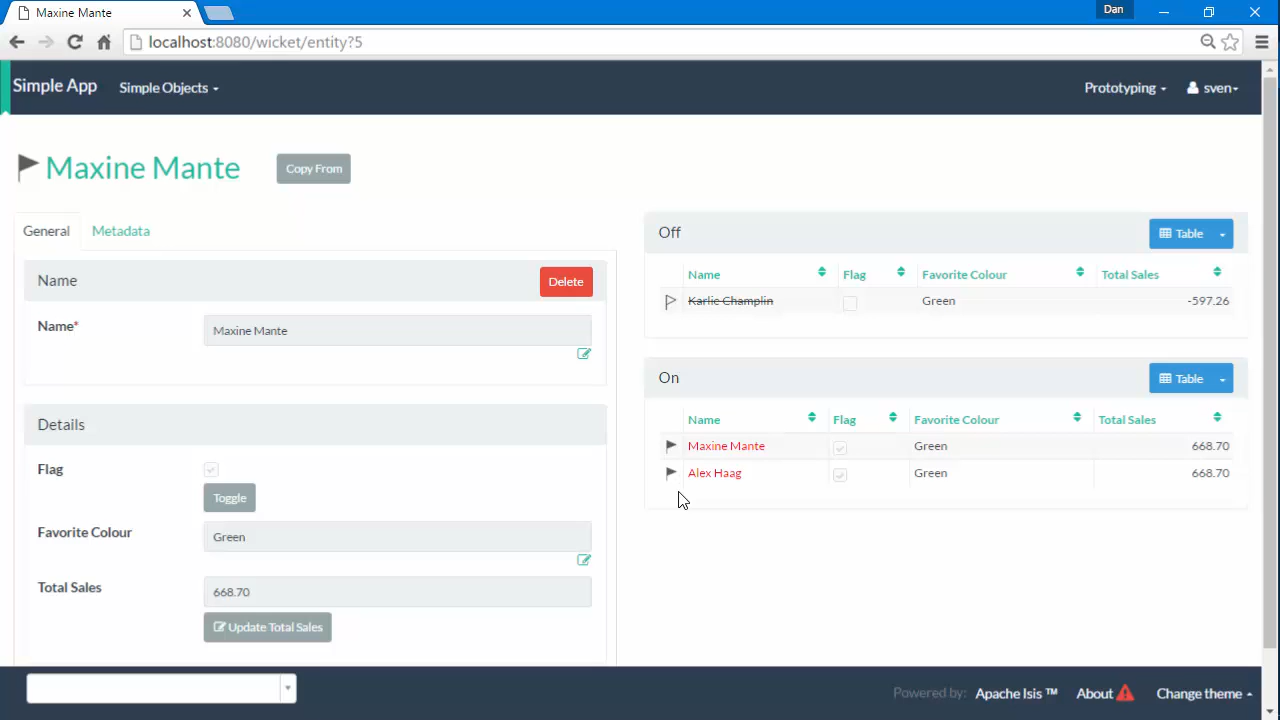 Maxine Mante
Dan
localhost:8080/wicket/entity?5
Simple App Simple Objects Prototyping sven
Maxine Mante Copy From
General Metadata
Name Delete
Name* Maxine Mante
Details
Flag
Toggle
Favorite Colour Green
Total Sales 668.70
Update Total Sales
Off Table
Name Flag Favorite Colour Total Sales
Karlie Champlin Green -597.26
On Table
Name Flag Favorite Colour Total Sales
Maxine Mante Green 668.70
Alex Haag Green 668.70
Powered by: Apache Isis ™ About Change theme